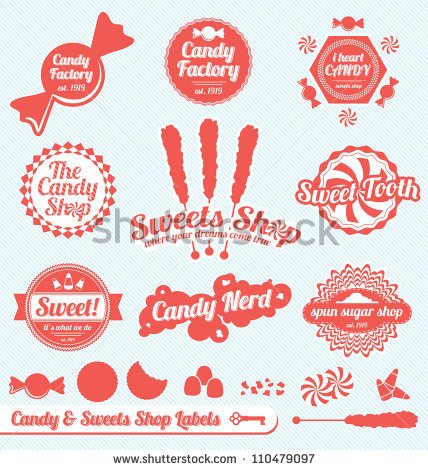 Candy
Factory
est. 1919
Candy
Factory
est. 1919
i heart
CANDY
sweets shop
The
Candy
Shop
Sweets Shop
where your dreams come true
Sweet Tooth
Sweet!
it's what we do
est. 1919
Candy Nerd
spun sugar shop
est. 1919
shutterstock
Candy & Sweets Shop Labels
www.shutterstock.com · 110479097